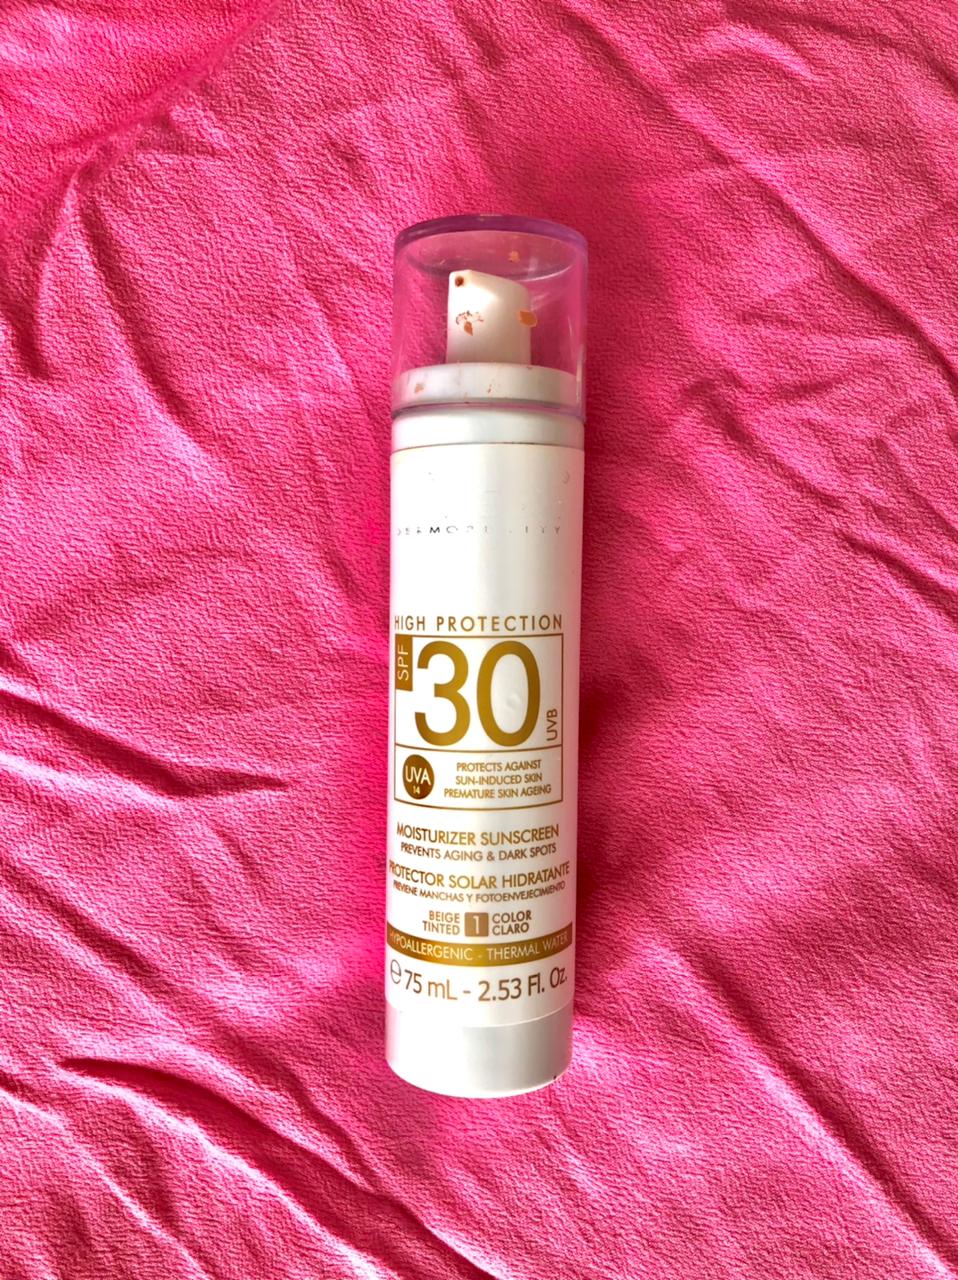 HIGH PROTECTION
SPF
30
UVB
UVA
14
PROTECTS AGAINST
SUN-INDUCED SKIN
PREMATURE SKIN AGEING
MOISTURIZER SUNSCREEN
PREVENTS AGING & DARK SPOTS
PROTECTOR SOLAR HIDRATANTE
PREVIENE MANCHAS Y FOTOENVEJECIMIENTO
BEIGE 1 COLOR
TINTED CLARO
HYPOALLERGENIC - THERMAL WATER
℮ 75 mL - 2.53 Fl. Oz.